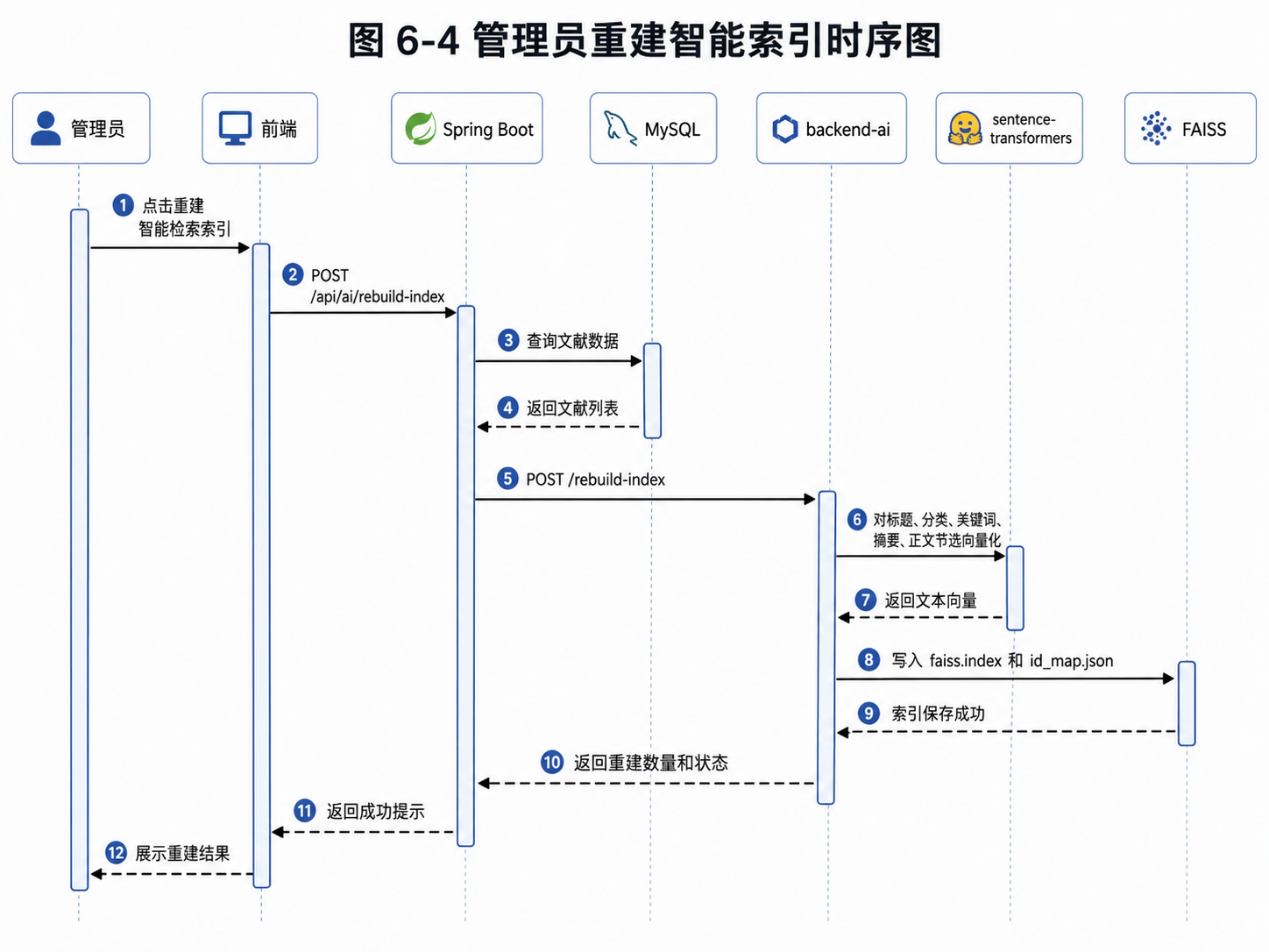 图 6-4 管理员重建智能索引时序图
管理员
前端
Spring Boot
MySQL
backend-ai
sentence-
transformers
FAISS
1 点击重建
智能检索索引
2 POST
/api/ai/rebuild-index
3 查询文献数据
4 返回文献列表
5 POST /rebuild-index
6 对标题、分类、关键词、
摘要、正文节选向量化
7 返回文本向量
8 写入 faiss.index 和 id_map.json
9 索引保存成功
10 返回重建数量和状态
11 返回成功提示
12 展示重建结果